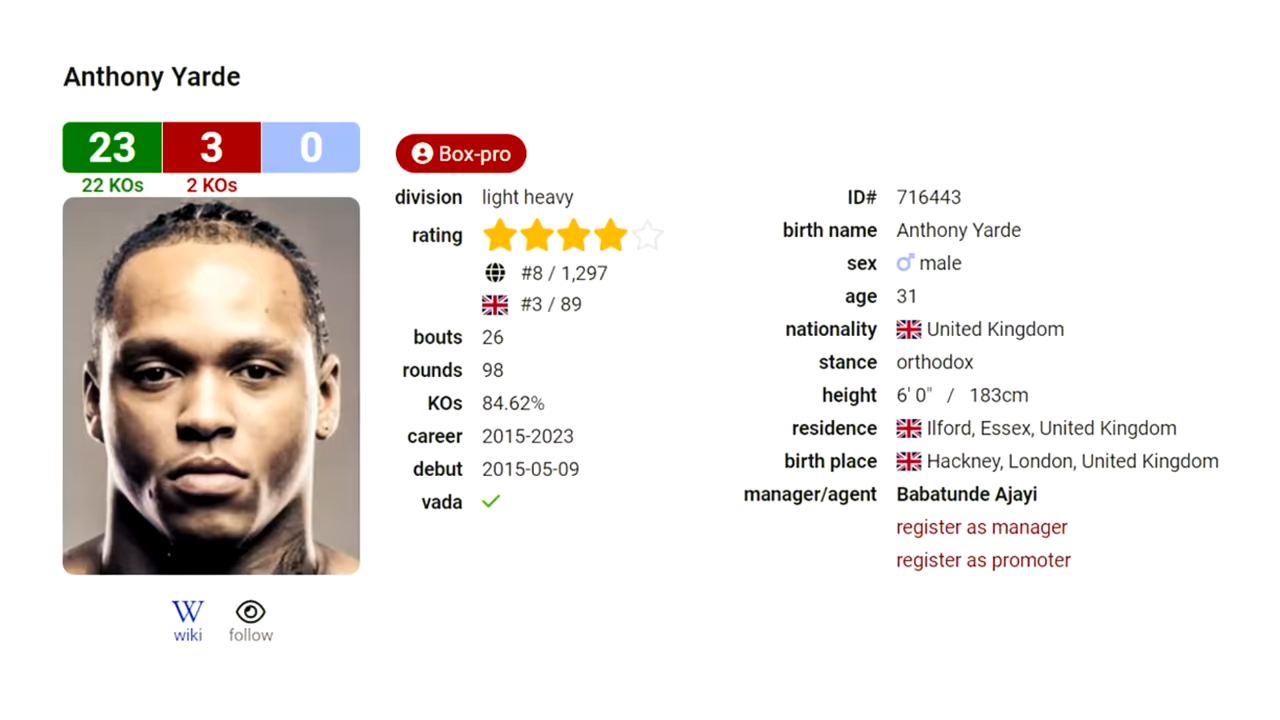 Anthony Yarde
23 3 0
22 KOs 2 KOs
Box-pro
division light heavy
rating
#8 / 1,297
#3 / 89
bouts 26
rounds 98
KOs 84.62%
career 2015-2023
debut 2015-05-09
vada
ID# 716443
birth name Anthony Yarde
sex male
age 31
nationality United Kingdom
stance orthodox
height 6' 0" / 183cm
residence Ilford, Essex, United Kingdom
birth place Hackney, London, United Kingdom
manager/agent Babatunde Ajayi
register as manager
register as promoter
W
wiki follow